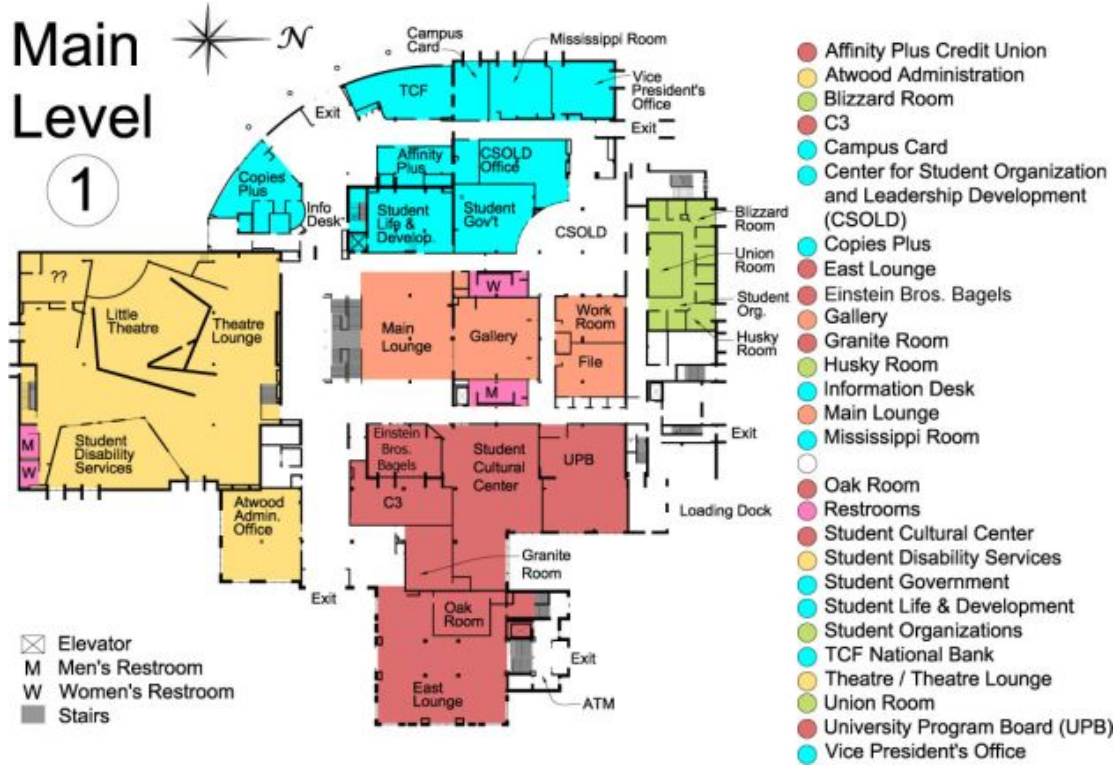 Main
Level
1
N
Campus
Card
Mississippi Room
TCF
Vice
President's
Office
Exit
Exit
Affinity
Plus
CSOLD
Office
Copies
Plus
Info
Desk
Student
Life &
Develop.
Student
Gov't
CSOLD
Blizzard
Room
Union
Room
Student
Org.
Husky
Room
??
Little
Theatre
Theatre
Lounge
W
Main
Lounge
Gallery
Work
Room
File
M
Exit
M
W
Student
Disability
Services
Einstein
Bros.
Bagels
Student
Cultural
Center
UPB
C3
Loading Dock
Atwood
Admin.
Office
Granite
Room
Exit
Oak
Room
Exit
East
Lounge
ATM
Elevator
M Men's Restroom
W Women's Restroom
Stairs
Affinity Plus Credit Union
Atwood Administration
Blizzard Room
C3
Campus Card
Center for Student Organization
and Leadership Development
(CSOLD)
Copies Plus
East Lounge
Einstein Bros. Bagels
Gallery
Granite Room
Husky Room
Information Desk
Main Lounge
Mississippi Room
Oak Room
Restrooms
Student Cultural Center
Student Disability Services
Student Government
Student Life & Development
Student Organizations
TCF National Bank
Theatre / Theatre Lounge
Union Room
University Program Board (UPB)
Vice President's Office